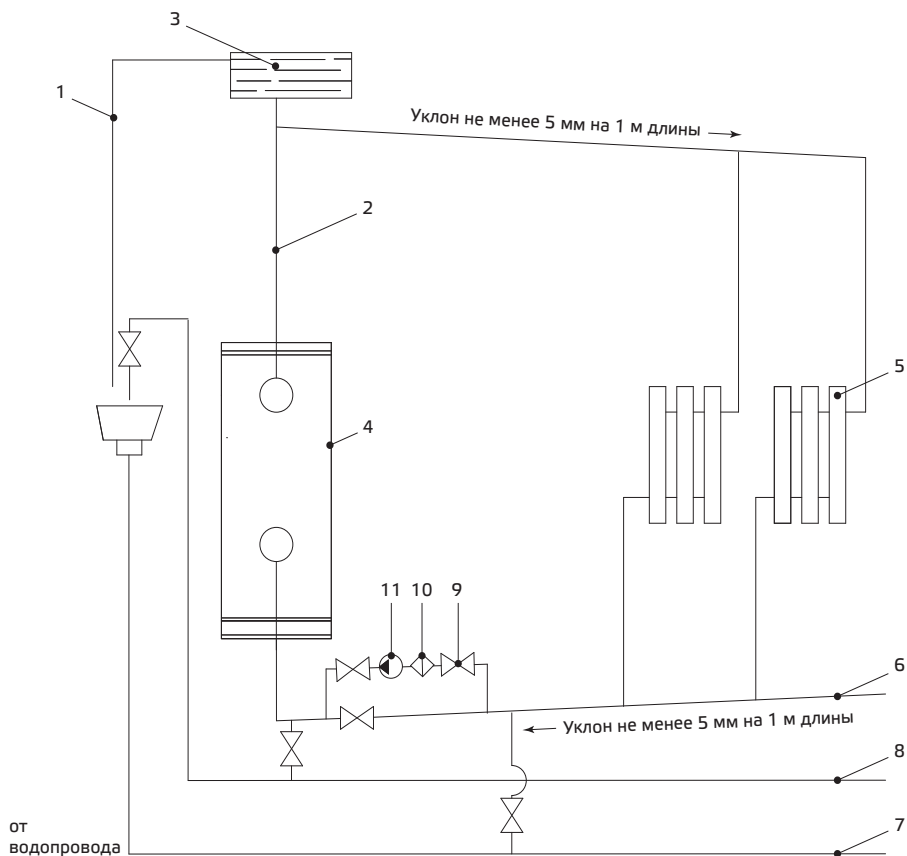 3
1
Уклон не менее 5 мм на 1 м длины
2
5
4
11 10 9
6
Уклон не менее 5 мм на 1 м длины
8
от
водопровода
7